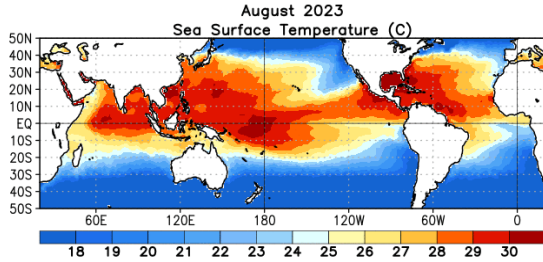 August 2023
Sea Surface Temperature (C)
50N
40N
30N
20N
10N
EQ
10S
20S
30S
40S
50S
60E 120E 180 120W 60W 0
18 19 20 21 22 23 24 25 26 27 28 29 30